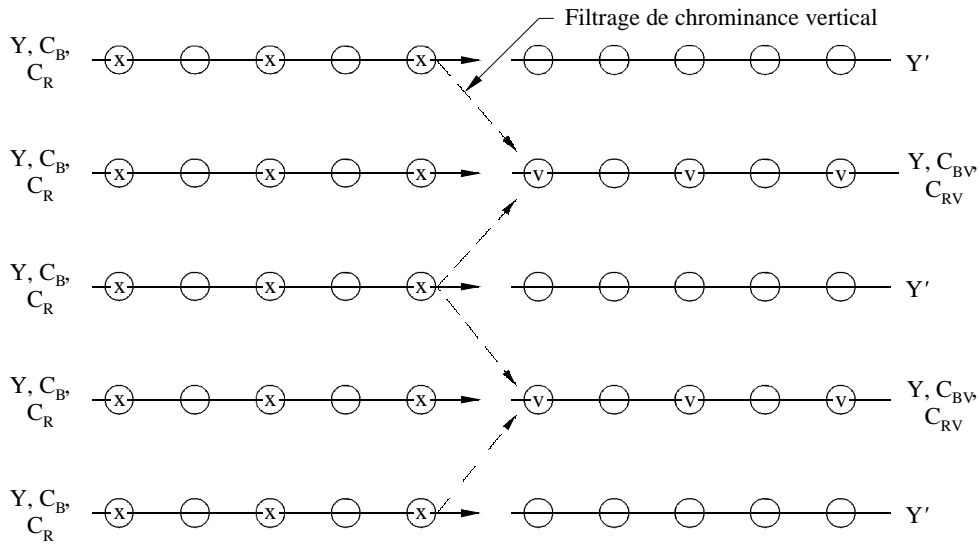 Filtrage de chrominance vertical
Y, C_B,
C_R
x x x
Y'
Y, C_B,
C_R
x x x
v v v
Y, C_BV,
C_RV
Y, C_B,
C_R
x x x
Y'
Y, C_B,
C_R
x x x
v v v
Y, C_BV,
C_RV
Y, C_B,
C_R
x x x
Y'